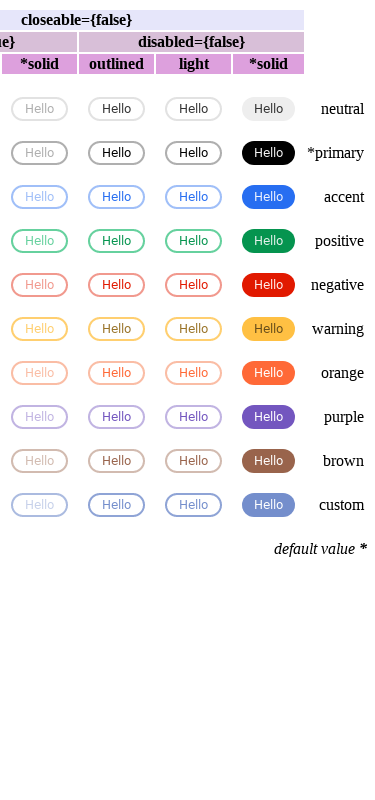 closeable={false}
ue} disabled={false}
*solid outlined light *solid
Hello Hello Hello Hello neutral
Hello Hello Hello Hello *primary
Hello Hello Hello Hello accent
Hello Hello Hello Hello positive
Hello Hello Hello Hello negative
Hello Hello Hello Hello warning
Hello Hello Hello Hello orange
Hello Hello Hello Hello purple
Hello Hello Hello Hello brown
Hello Hello Hello Hello custom
default value *